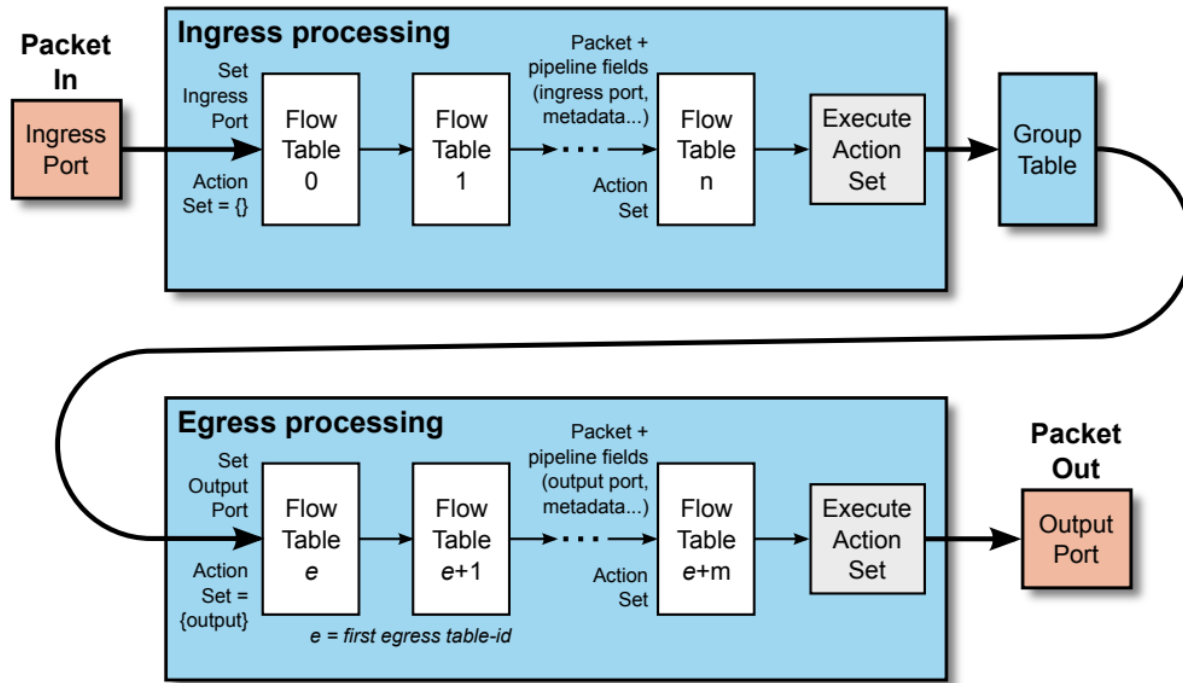 Ingress processing
Packet
In
Ingress
Port
Set
Ingress
Port
Action
Set = {}
Flow
Table
0
Flow
Table
1
Packet +
pipeline fields
(ingress port,
metadata...)
Action
Set
Flow
Table
n
Execute
Action
Set
Group
Table
Egress processing
Set
Output
Port
Action
Set =
{output}
Flow
Table
e
Flow
Table
e+1
e = first egress table-id
Packet +
pipeline fields
(output port,
metadata...)
Action
Set
Flow
Table
e+m
Execute
Action
Set
Packet
Out
Output
Port